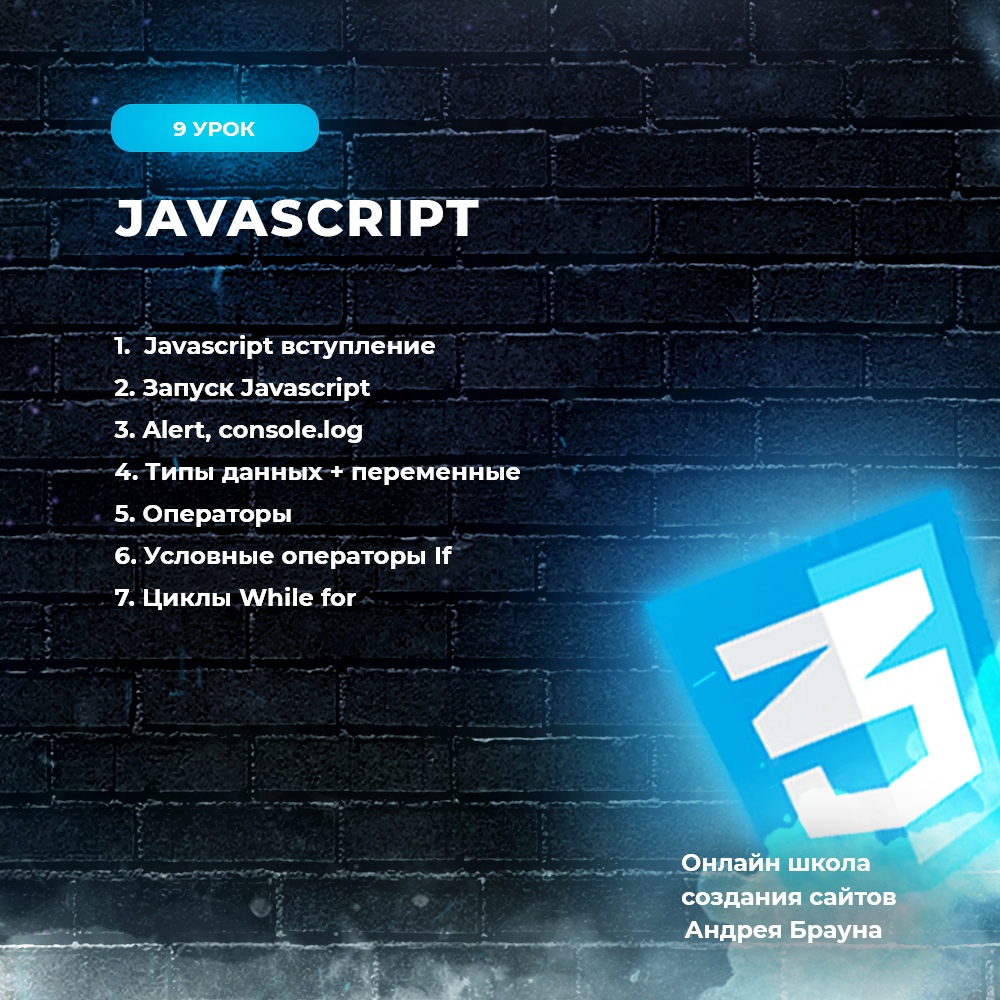 9 УРОК
JAVASCRIPT
1. Javascript вступление
2. Запуск Javascript
3. Alert, console.log
4. Типы данных + переменные
5. Операторы
6. Условные операторы If
7. Циклы While for
3
Онлайн школа
создания сайтов
Андрея Брауна